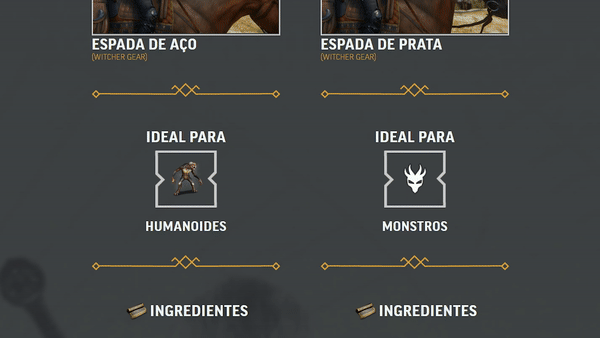 ESPADA DE AÇO
(WITCHER GEAR)
ESPADA DE PRATA
(WITCHER GEAR)
IDEAL PARA
HUMANOIDES
IDEAL PARA
MONSTROS
INGREDIENTES
INGREDIENTES